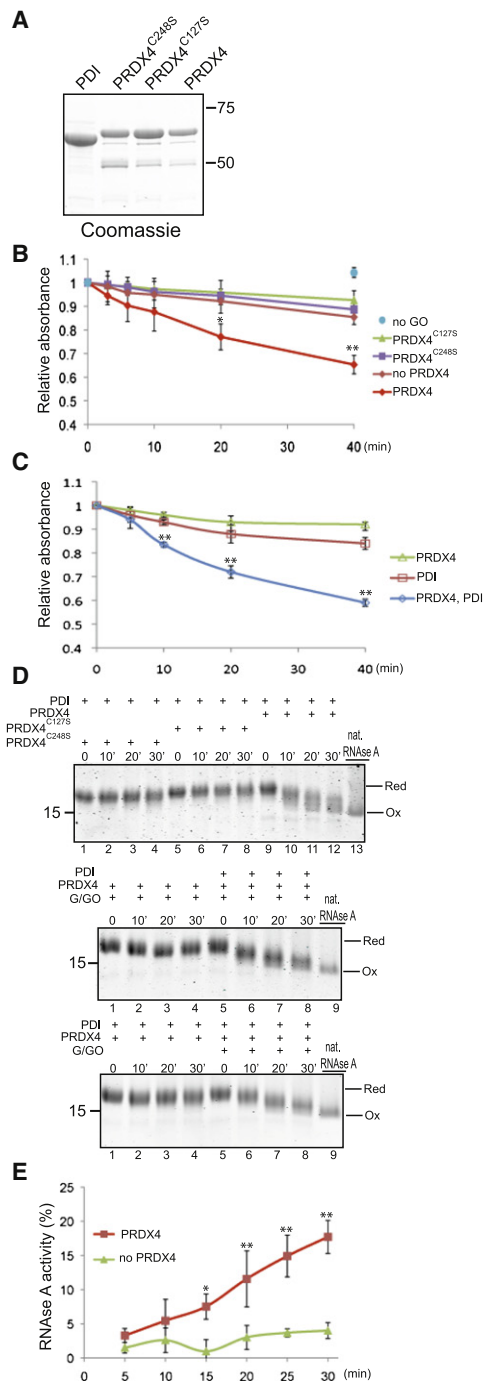 A
PDI
PRDX4C248S
PRDX4C127S
PRDX4
75
50
Coomassie
B
Relative absorbance
1.1
1
0.9
0.8
0.7
0.6
0.5
0.4
0 10 20 30 40 (min)
*
**
no GO
PRDX4C127S
PRDX4C248S
no PRDX4
PRDX4
C
Relative absorbance
1.1
1
0.9
0.8
0.7
0.6
0.5
0.4
0 10 20 30 40 (min)
** ** **
PRDX4
PDI
PRDX4, PDI
D
PDI + + + + + + + + + + + +
PRDX4 + + + +
PRDX4C127S + + + +
PRDX4C248S + + + +
nat.
RNAse A
0 10' 20' 30' 0 10' 20' 30' 0 10' 20' 30'
15
Red
Ox
1 2 3 4 5 6 7 8 9 10 11 12 13
PDI + + + +
PRDX4 + + + + + + + +
G/GO + + + + + + + +
nat.
RNAse A
0 10' 20' 30' 0 10' 20' 30'
15
Red
Ox
1 2 3 4 5 6 7 8 9
PDI + + + + + + + +
PRDX4 + + + + + + + +
G/GO + + + +
nat.
RNAse A
0 10' 20' 30' 0 10' 20' 30'
15
Red
Ox
1 2 3 4 5 6 7 8 9
E
RNAse A activity (%)
25
20
15
10
5
0
PRDX4
no PRDX4
* ** ** **
5 10 15 20 25 30 (min)